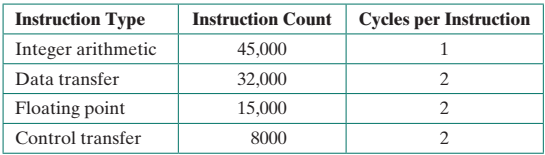 Instruction Type Instruction Count Cycles per Instruction
Integer arithmetic 45,000 1
Data transfer 32,000 2
Floating point 15,000 2
Control transfer 8000 2